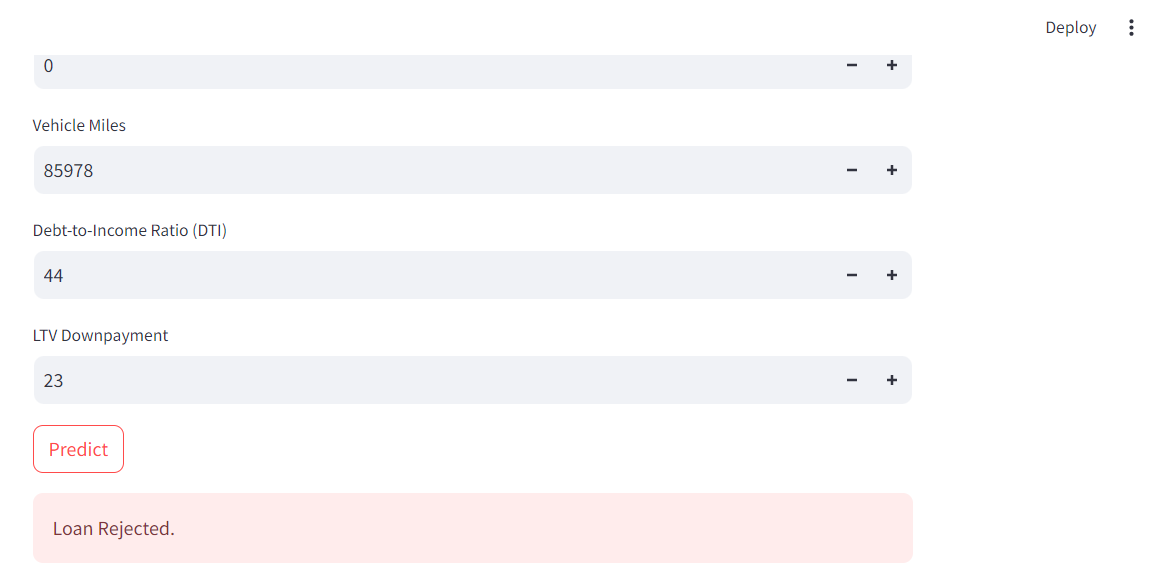 Deploy
0
Vehicle Miles
85978
Debt-to-Income Ratio (DTI)
44
LTV Downpayment
23
Predict
Loan Rejected.